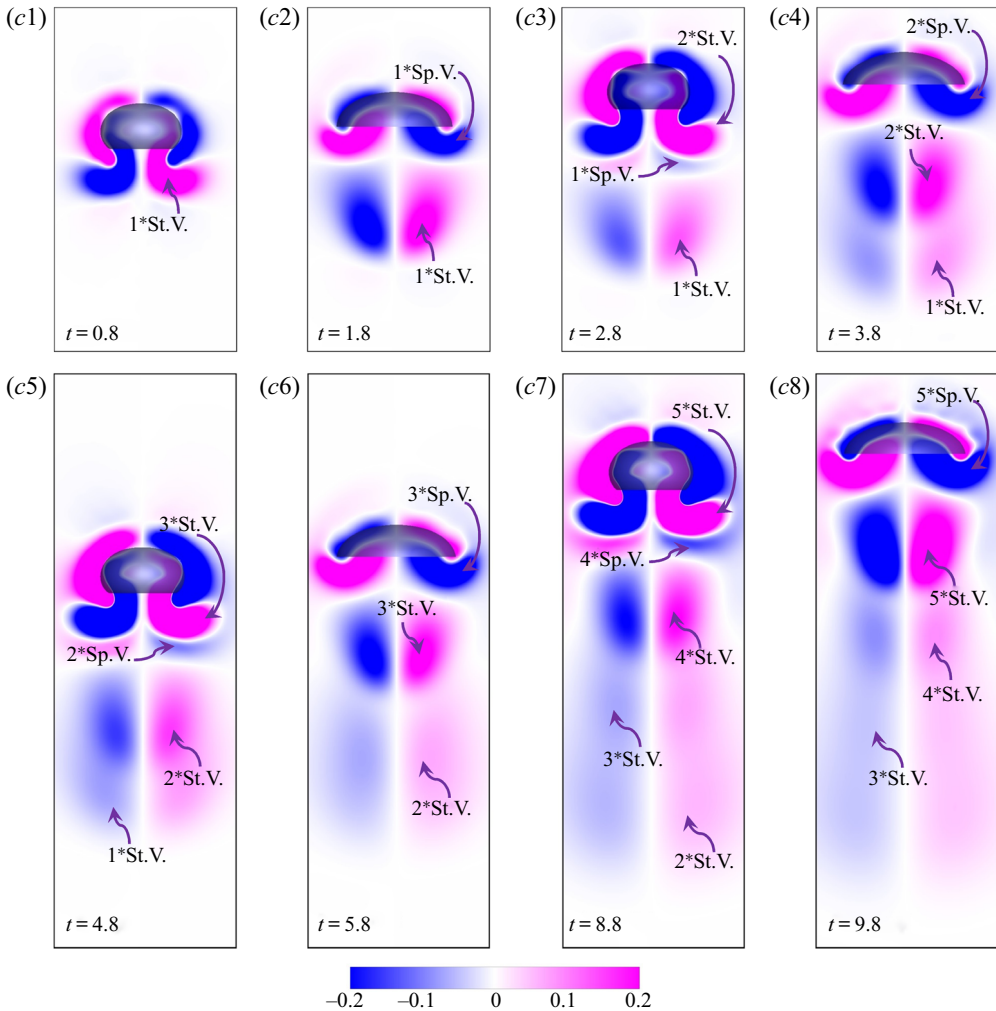 (c1)
(c2)
(c3)
(c4)
1*St.V.
t = 0.8
1*Sp.V.
1*St.V.
t = 1.8
2*St.V.
1*Sp.V.
1*St.V.
t = 2.8
2*Sp.V.
2*St.V.
1*St.V.
t = 3.8
(c5)
(c6)
(c7)
(c8)
3*St.V.
2*Sp.V.
2*St.V.
1*St.V.
t = 4.8
3*Sp.V.
3*St.V.
2*St.V.
t = 5.8
5*St.V.
4*Sp.V.
4*St.V.
3*St.V.
2*St.V.
t = 8.8
5*Sp.V.
5*St.V.
4*St.V.
3*St.V.
t = 9.8
–0.2 –0.1 0 0.1 0.2